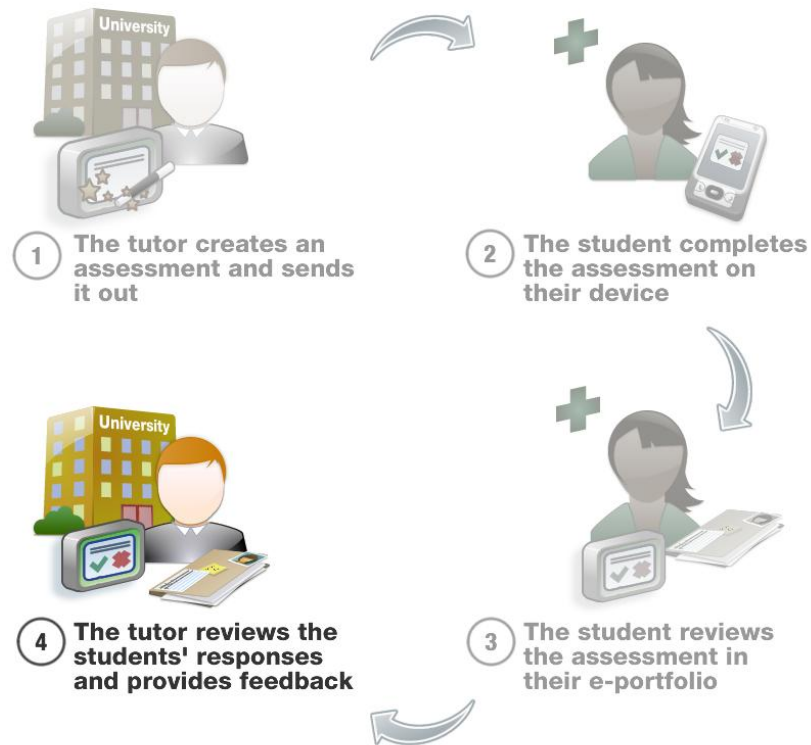 University
1
The tutor creates an
assessment and sends
it out
2
The student completes
the assessment on
their device
University
4
The tutor reviews the
students' responses
and provides feedback
3
The student reviews
the assessment in
their e-portfolio